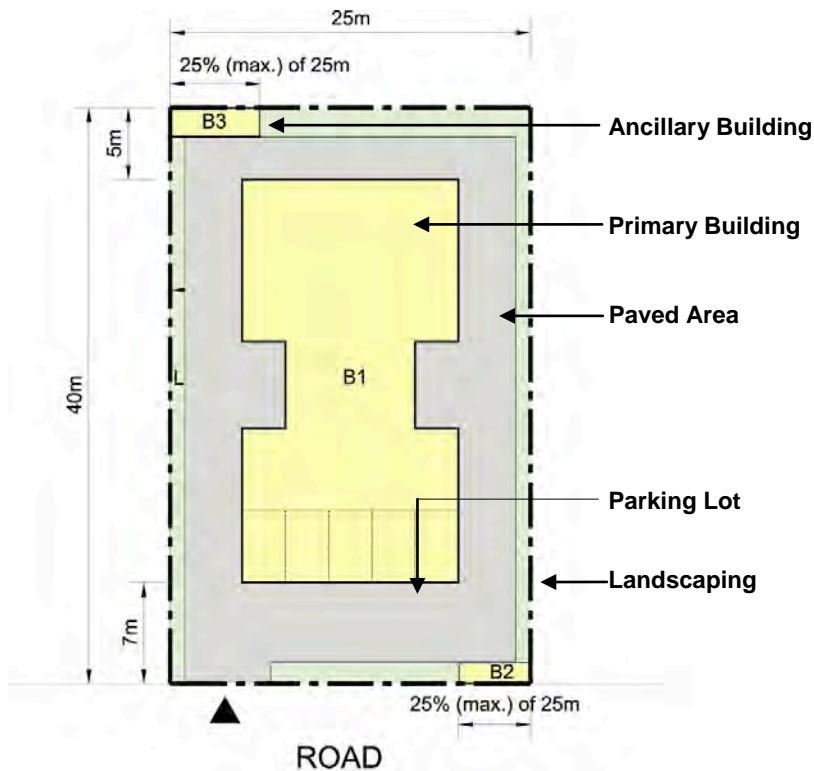 25m
25% (max.) of 25m
B3
Ancillary Building
5m
Primary Building
Paved Area
L
B1
40m
Parking Lot
Landscaping
7m
B2
25% (max.) of 25m
ROAD